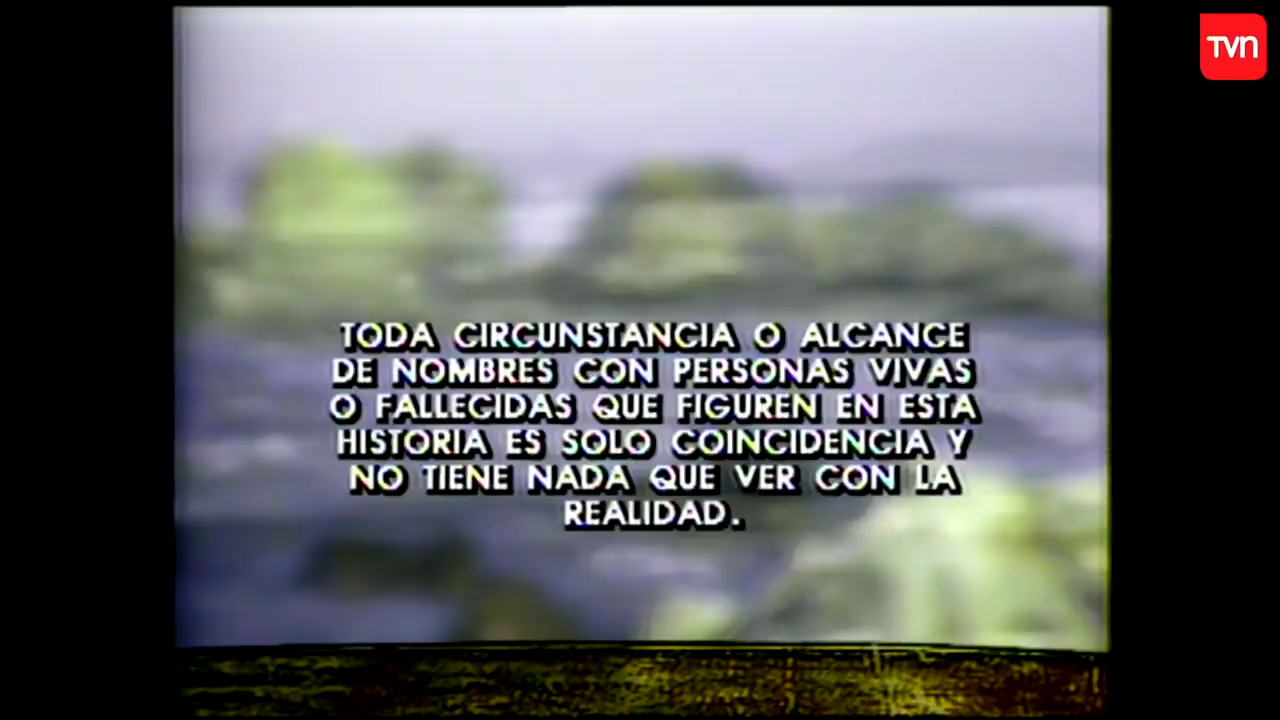 TVN
TODA CIRCUNSTANCIA O ALCANCE
DE NOMBRES CON PERSONAS VIVAS
O FALLECIDAS QUE FIGUREN EN ESTA
HISTORIA ES SOLO COINCIDENCIA Y
NO TIENE NADA QUE VER CON LA
REALIDAD.